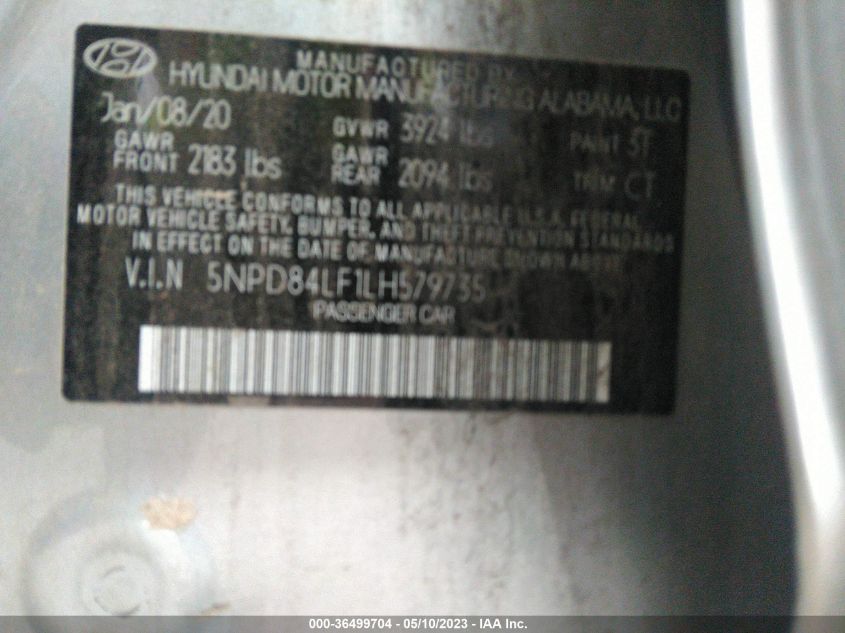 MANUFACTURED BY
HYUNDAI MOTOR MANUFACTURING ALABAMA, LLC
Jan/08/20 GVWR 3924 lbs PAINT ST
GAWR FRONT 2183 lbs GAWR REAR 2094 lbs TRIM CT
THIS VEHICLE CONFORMS TO ALL APPLICABLE U.S.A. FEDERAL
MOTOR VEHICLE SAFETY, BUMPER, AND THEFT PREVENTION STANDARDS
IN EFFECT ON THE DATE OF MANUFACTURE SHOWN ABOVE.
V.I.N 5NPD84LF1LH579735
PASSENGER CAR
000-36499704 - 05/10/2023 - IAA Inc.